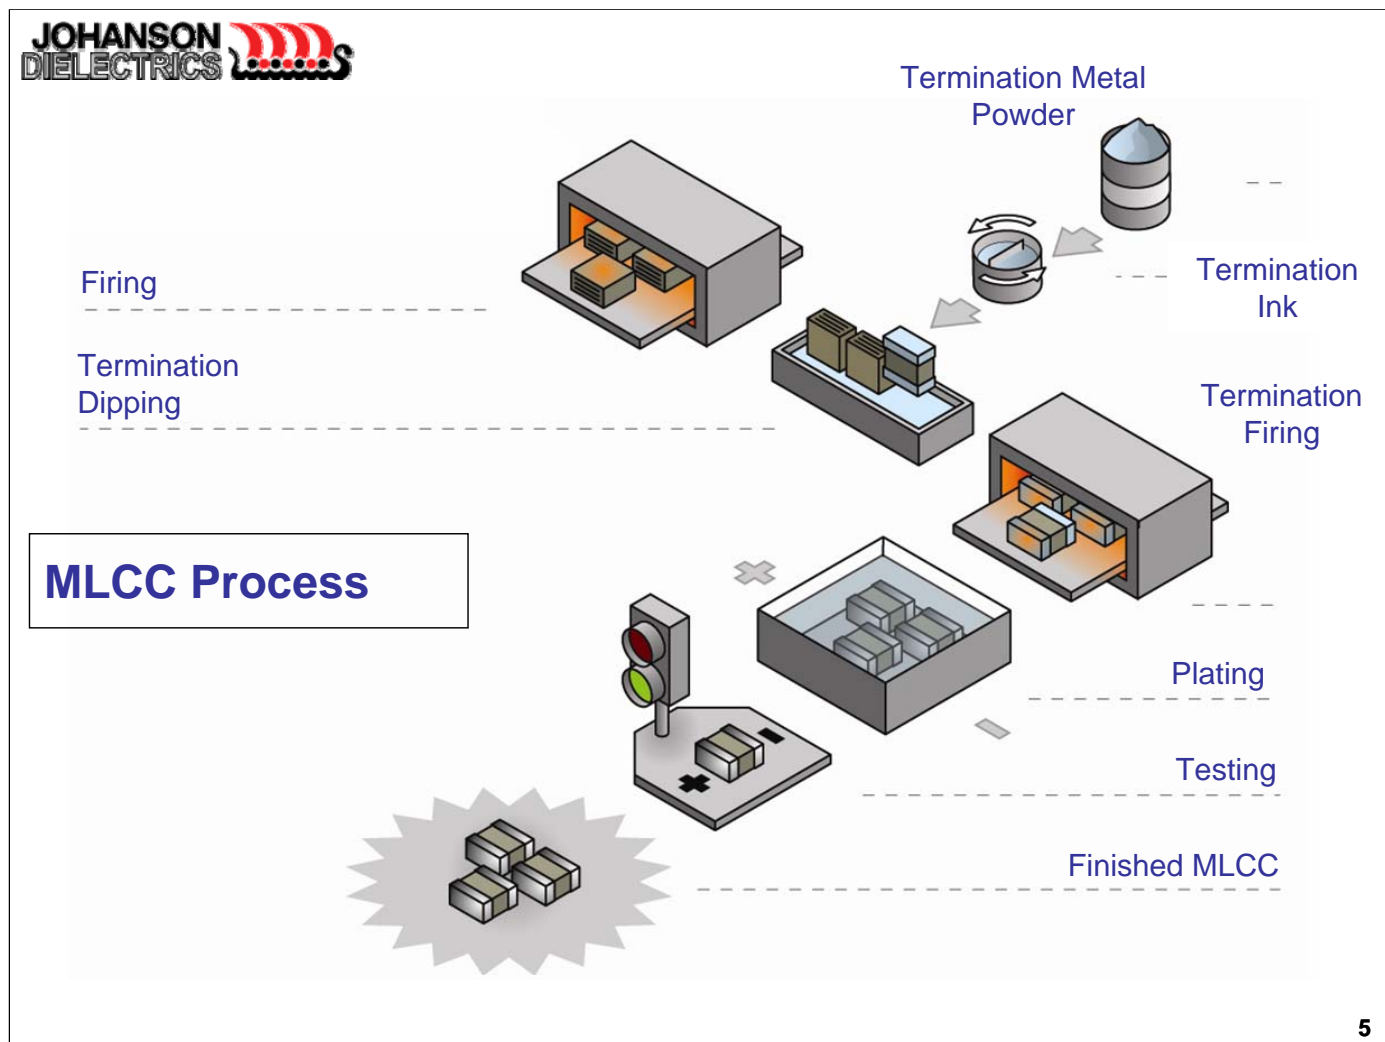 JOHANSON
DIELECTRICS
Termination Metal
Powder
Firing
Termination
Ink
Termination
Dipping
Termination
Firing
MLCC Process
Plating
Testing
Finished MLCC
5